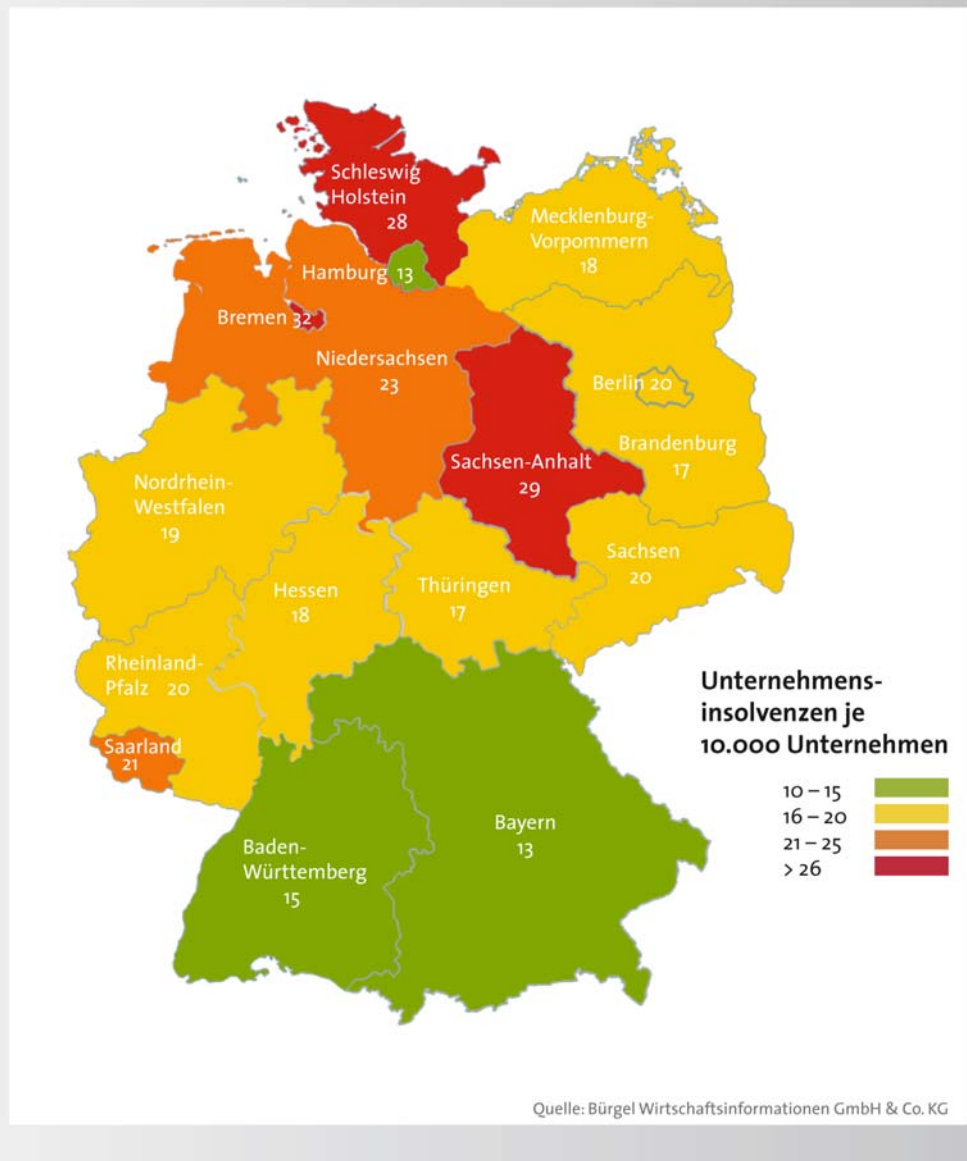 Schleswig
Holstein
28
Mecklenburg-
Vorpommern
18
Hamburg 13
Bremen 32
Niedersachsen
23
Berlin 20
Brandenburg
17
Sachsen-Anhalt
29
Nordrhein-
Westfalen
19
Sachsen
20
Hessen
18
Thüringen
17
Rheinland-
Pfalz 20
Saarland
21
Unternehmens-
insolvenzen je
10.000 Unternehmen
10 – 15
16 – 20
21 – 25
> 26
Bayern
13
Baden-
Württemberg
15
Quelle: Bürgel Wirtschaftsinformationen GmbH & Co. KG